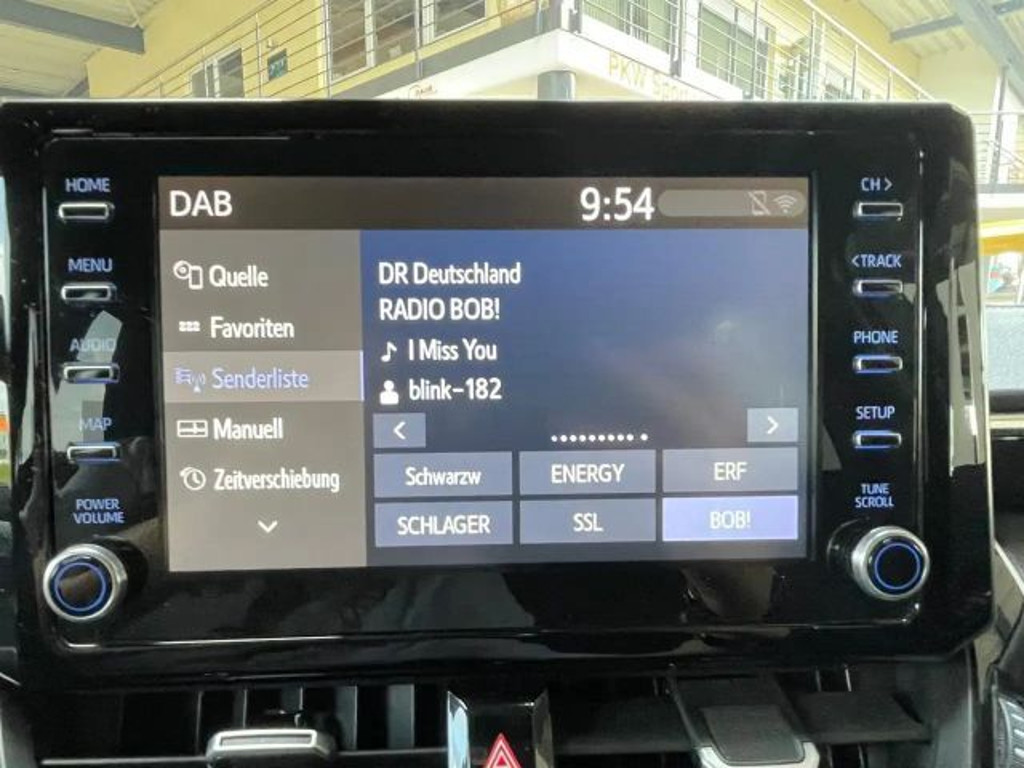 PKW
HOME
MENU
AUDIO
MAP
POWER
VOLUME
DAB
9:54
Quelle
Favoriten
Senderliste
Manuell
Zeitverschiebung
DR Deutschland
RADIO BOB!
I Miss You
blink-182
< >
Schwarzw ENERGY ERF
SCHLAGER SSL BOB!
CH >
< TRACK
PHONE
SETUP
TUNE
SCROLL